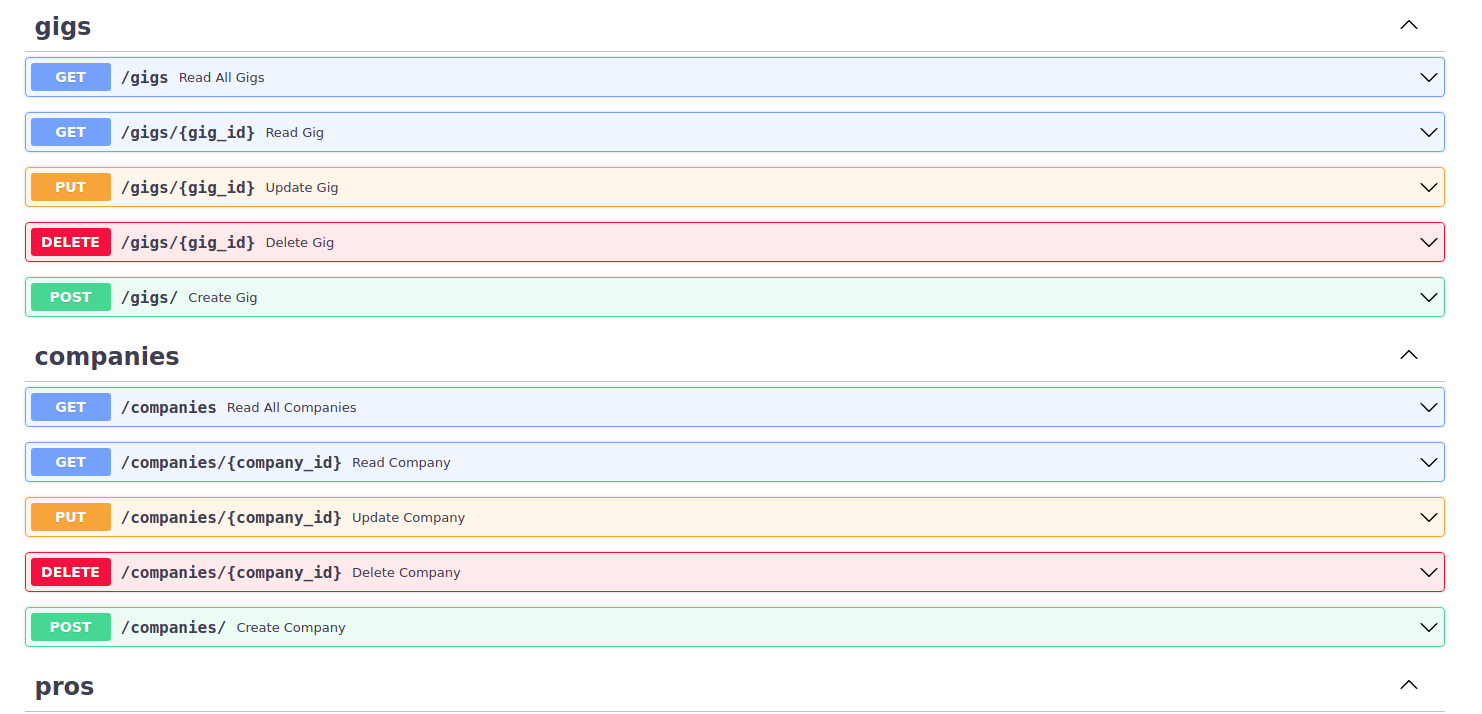 gigs
GET /gigs Read All Gigs
GET /gigs/{gig_id} Read Gig
PUT /gigs/{gig_id} Update Gig
DELETE /gigs/{gig_id} Delete Gig
POST /gigs/ Create Gig
companies
GET /companies Read All Companies
GET /companies/{company_id} Read Company
PUT /companies/{company_id} Update Company
DELETE /companies/{company_id} Delete Company
POST /companies/ Create Company
pros